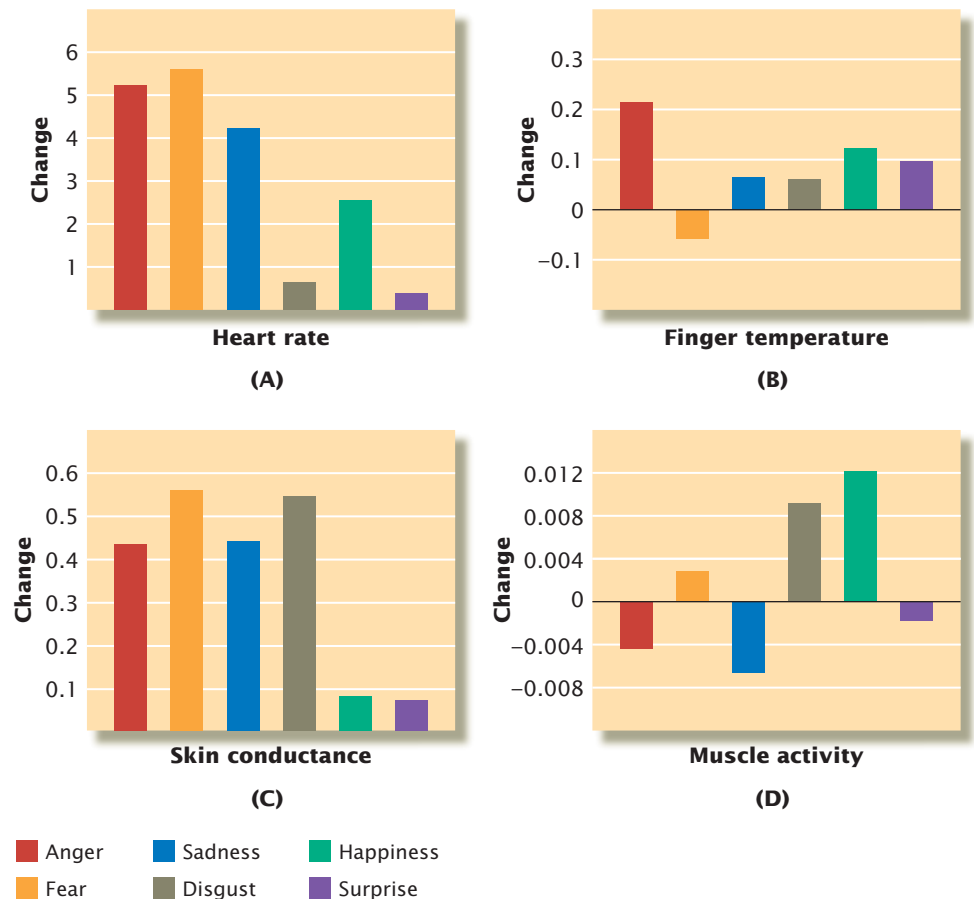 6
5
4
3
2
1
Change
Heart rate
(A)
0.3
0.2
0.1
0
−0.1
Change
Finger temperature
(B)
0.6
0.5
0.4
0.3
0.2
0.1
Change
Skin conductance
(C)
0.012
0.008
0.004
0
−0.004
−0.008
Change
Muscle activity
(D)
Anger
Sadness
Happiness
Fear
Disgust
Surprise